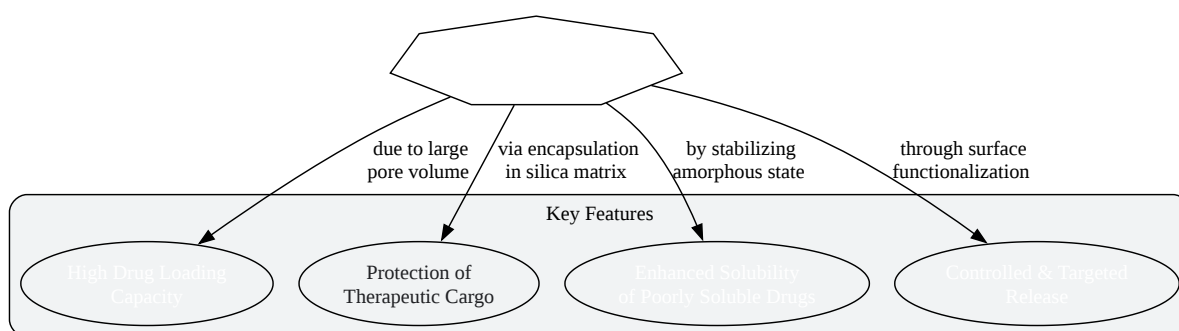 due to large
pore volume
via encapsulation
in silica matrix
by stabilizing
amorphous state
through surface
functionalization
Key Features
High Drug Loading
Capacity
Protection of
Therapeutic Cargo
Enhanced Solubility
of Poorly Soluble Drugs
Controlled & Targeted
Release